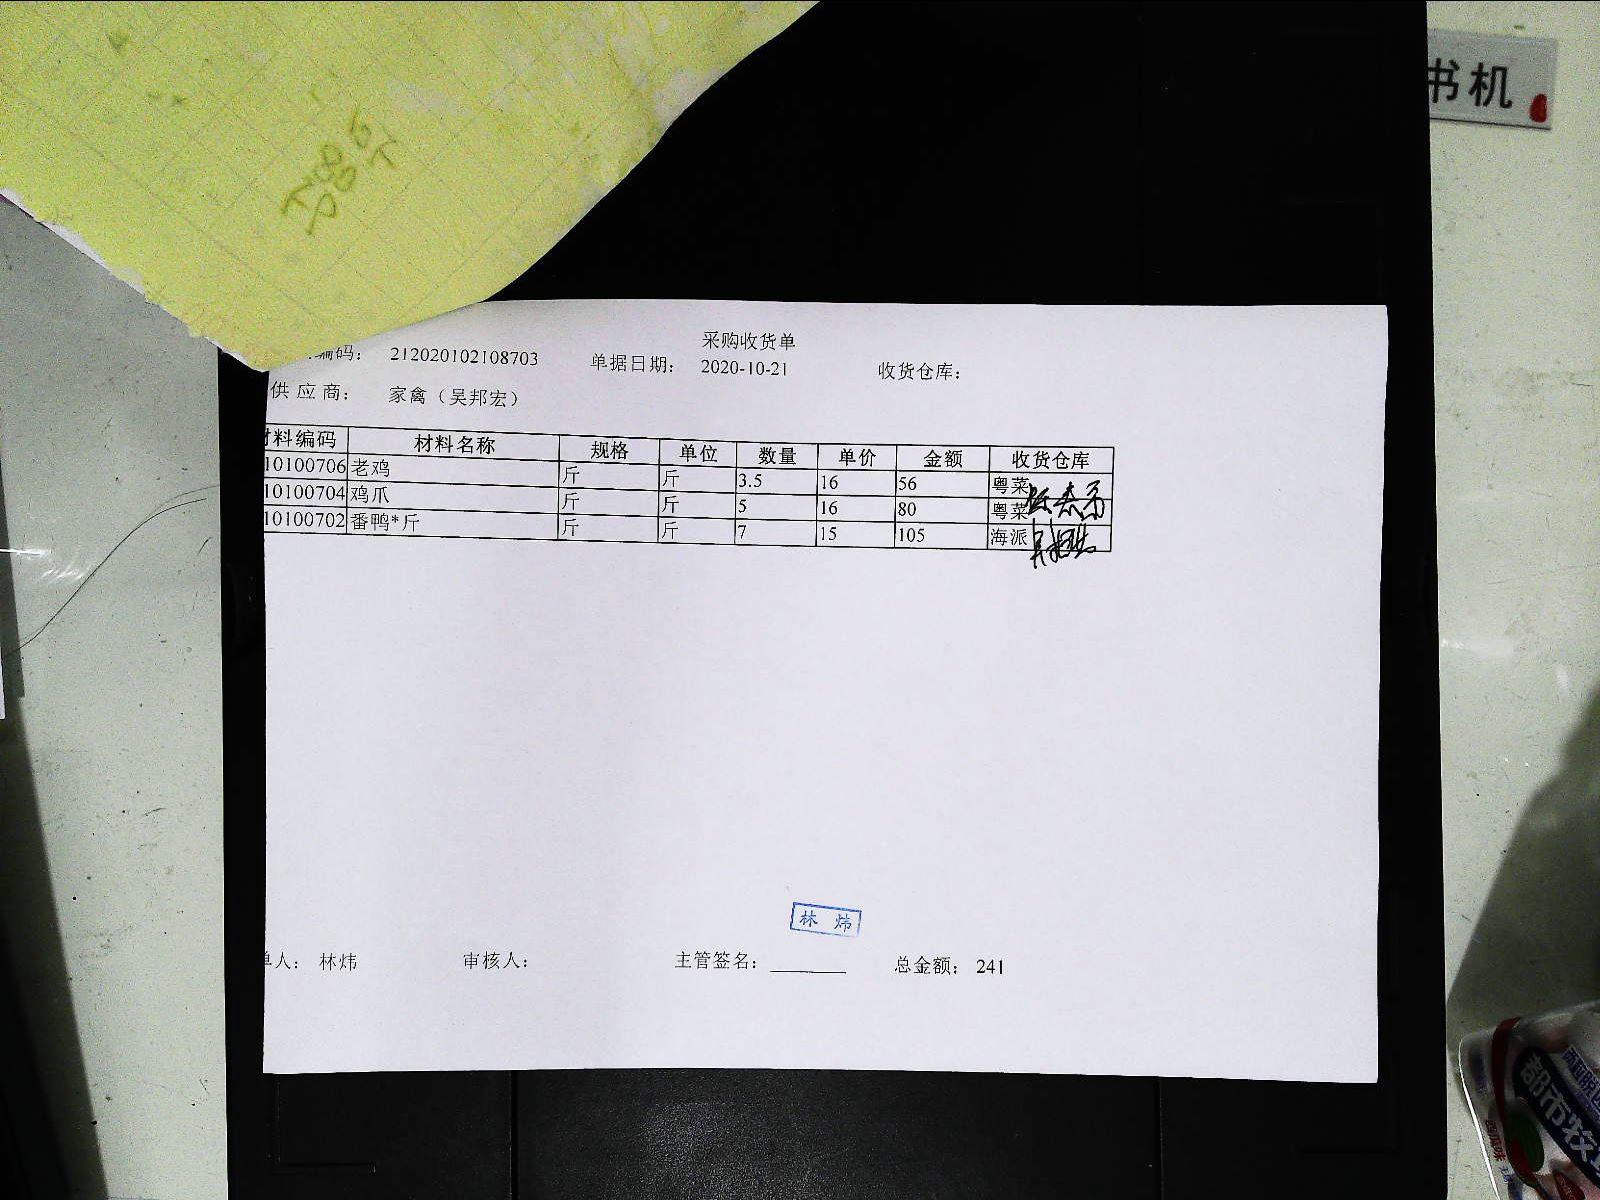 书机
采购收货单
编码： 212020102108703 单据日期： 2020-10-21 收货仓库：
供应商： 家禽（吴邦宏）
材料编码 材料名称 规格 单位 数量 单价 金额 收货仓库
10100706 老鸡 斤 斤 3.5 16 56 粤菜
10100704 鸡爪 斤 斤 5 16 80 粤菜
10100702 番鸭*斤 斤 斤 7 15 105 海派
林炜
单人： 林炜 审核人： 主管签名： 总金额： 241
都市牧